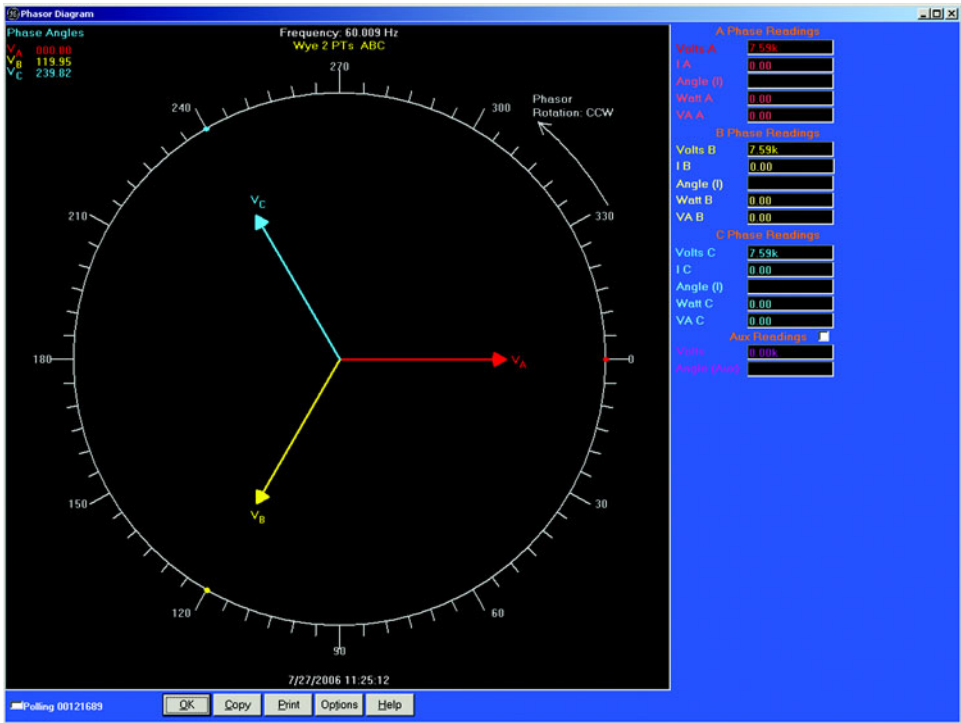 Phasor Diagram
Phase Angles
VA 000.00
VB 119.95
VC 239.82
Frequency: 60.009 Hz
Wye 2 PTs ABC
270
240
300
Phasor
Rotation: CCW
210
330
VC
180
VA
0
150
30
VB
120
60
90
7/27/2006 11:25:12
A Phase Readings
Volts A 7.59k
I A 0.00
Angle (I)
Watt A 0.00
VA A 0.00
B Phase Readings
Volts B 7.59k
I B 0.00
Angle (I)
Watt B 0.00
VA B 0.00
C Phase Readings
Volts C 7.59k
I C 0.00
Angle (I)
Watt C 0.00
VA C 0.00
Aux Readings
Volts 0.00k
Angle (Aux)
Polling 00121689
OK Copy Print Options Help